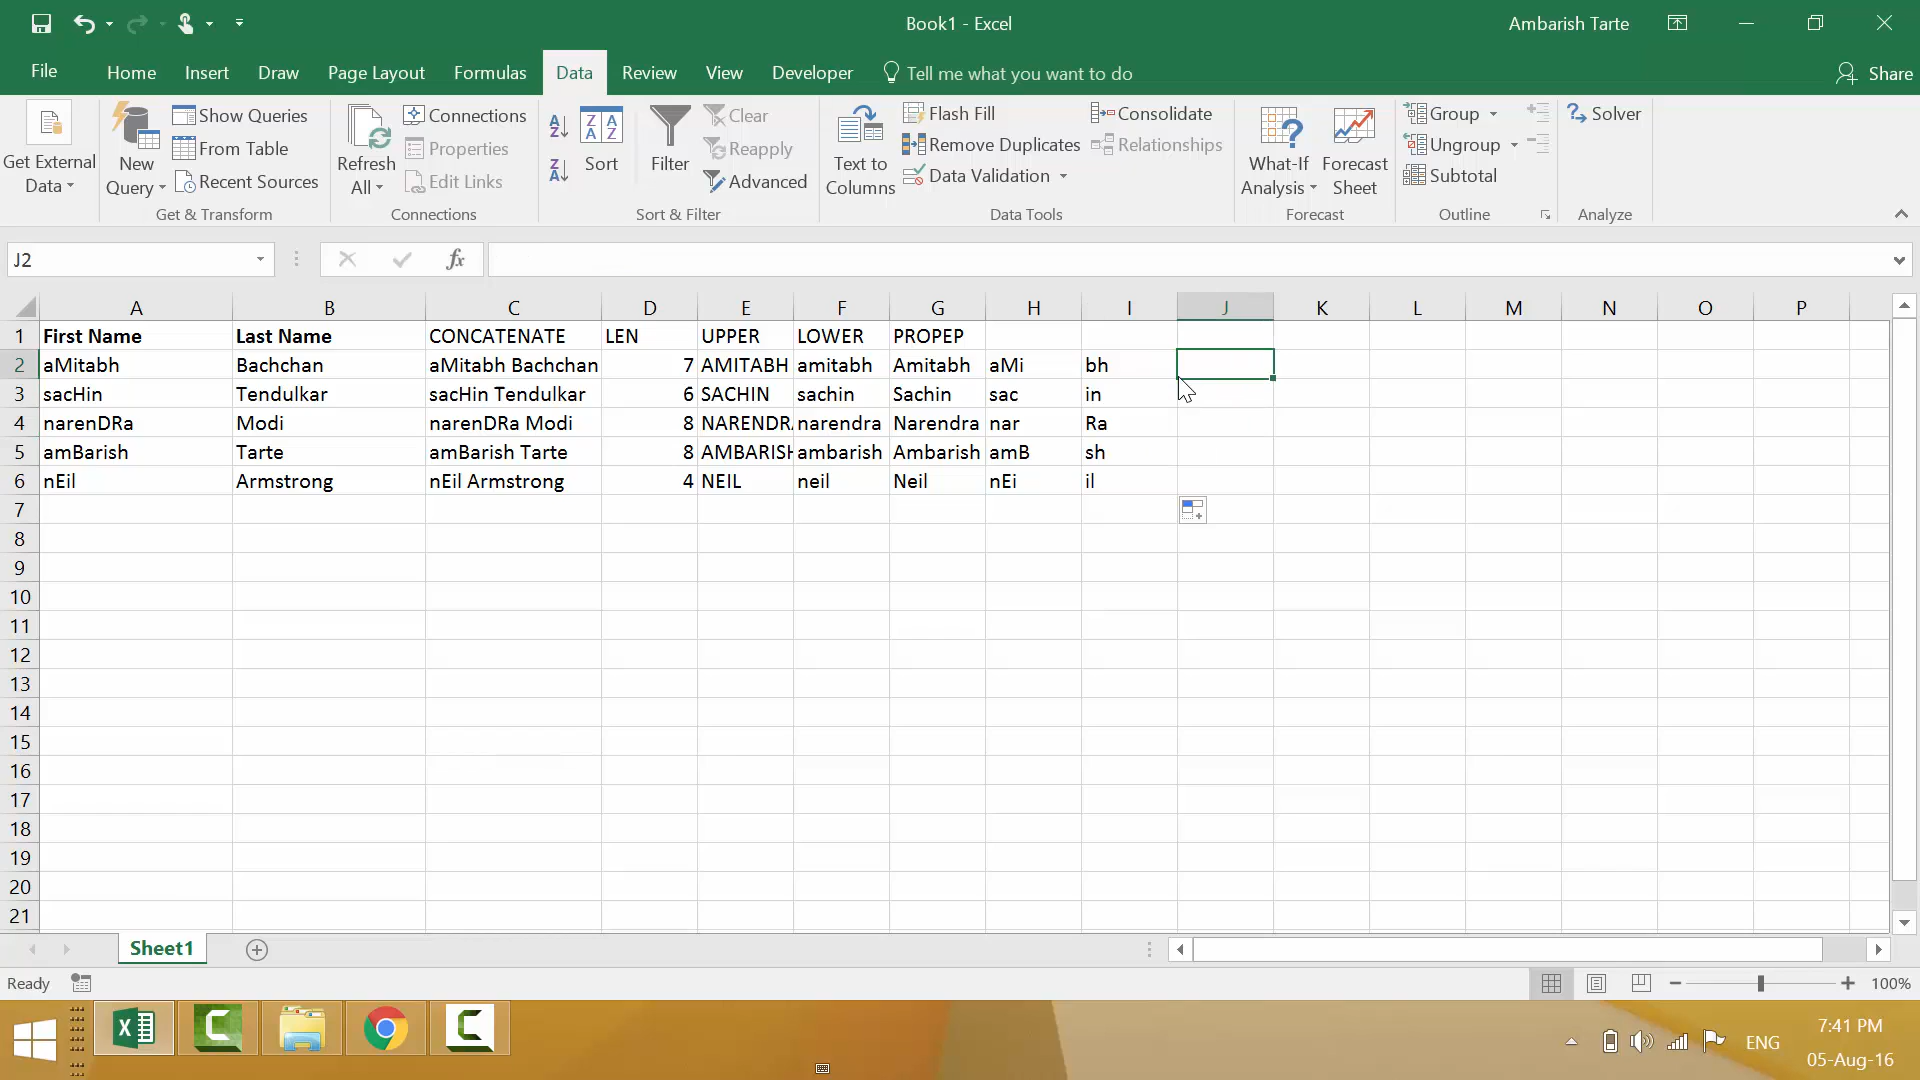 Book1 - Excel
Ambarish Tarte
File Home Insert Draw Page Layout Formulas Data Review View Developer Tell me what you want to do Share
Get External Data
New Query
Show Queries
From Table
Recent Sources
Get & Transform
Refresh All
Connections
Properties
Edit Links
Connections
Sort
Filter
Clear
Reapply
Advanced
Sort & Filter
Text to Columns
Flash Fill
Remove Duplicates
Data Validation
Consolidate
Relationships
Data Tools
What-If Analysis
Forecast Sheet
Forecast
Group
Ungroup
Subtotal
Outline
Solver
Analyze
J2
fx
A B C D E F G H I J K L M N O P
1 First Name Last Name CONCATENATE LEN UPPER LOWER PROPEP
2 aMitabh Bachchan aMitabh Bachchan 7 AMITABH amitabh Amitabh aMi bh
3 sacHin Tendulkar sacHin Tendulkar 6 SACHIN sachin Sachin sac in
4 narenDRa Modi narenDRa Modi 8 NARENDRA narendra Narendra nar Ra
5 amBarish Tarte amBarish Tarte 8 AMBARISH ambarish Ambarish amB sh
6 nEil Armstrong nEil Armstrong 4 NEIL neil Neil nEi il
7
8
9
10
11
12
13
14
15
16
17
18
19
20
21
Sheet1
Ready
100%
ENG
7:41 PM
05-Aug-16